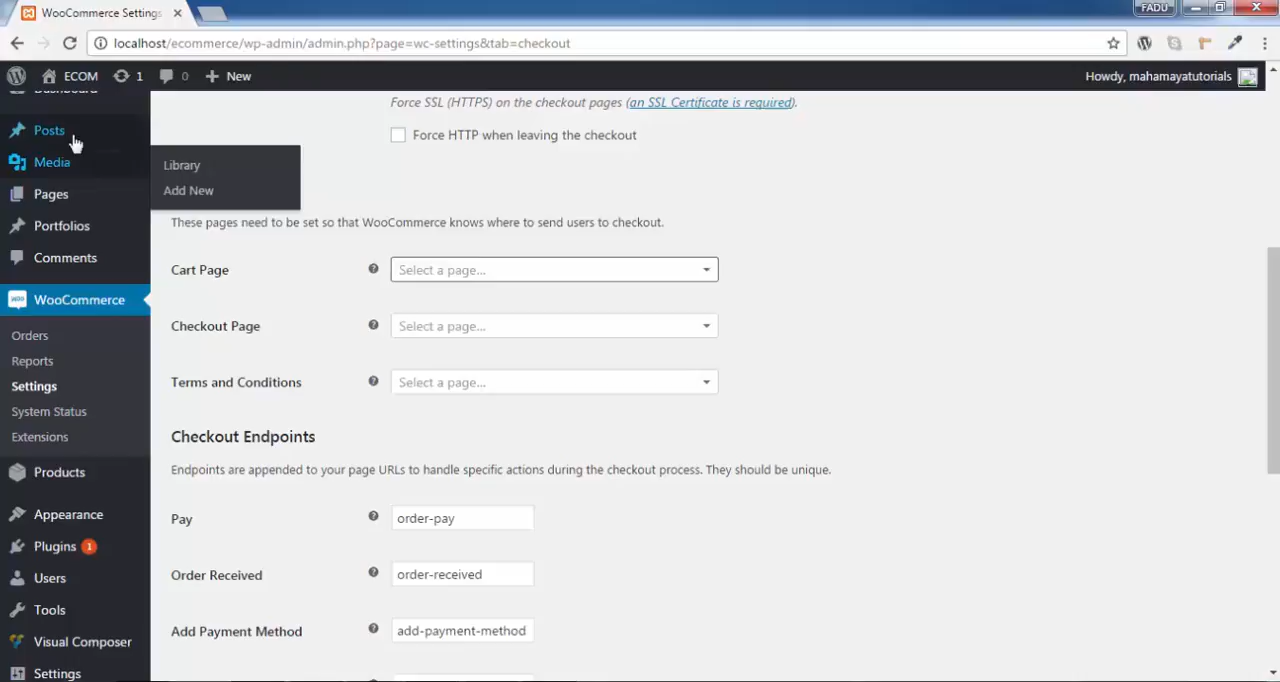 WooCommerce Settings
FADU
localhost/ecommerce/wp-admin/admin.php?page=wc-settings&tab=checkout
ECOM 1 0 New Howdy, mahamayatutorials
Dashboard
Posts
Media
Pages
Portfolios
Comments
WooCommerce
Orders
Reports
Settings
System Status
Extensions
Products
Appearance
Plugins 1
Users
Tools
Visual Composer
Settings
Library
Add New
Force SSL (HTTPS) on the checkout pages (an SSL Certificate is required).
Force HTTP when leaving the checkout
These pages need to be set so that WooCommerce knows where to send users to checkout.
Cart Page Select a page...
Checkout Page Select a page...
Terms and Conditions Select a page...
Checkout Endpoints
Endpoints are appended to your page URLs to handle specific actions during the checkout process. They should be unique.
Pay order-pay
Order Received order-received
Add Payment Method add-payment-method